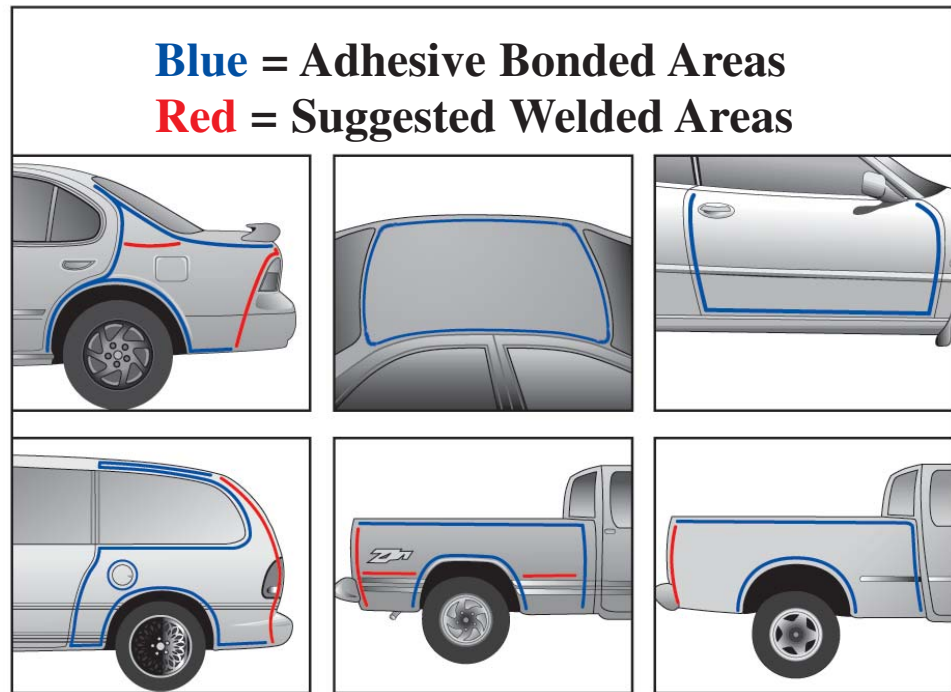 Blue = Adhesive Bonded Areas
Red = Suggested Welded Areas